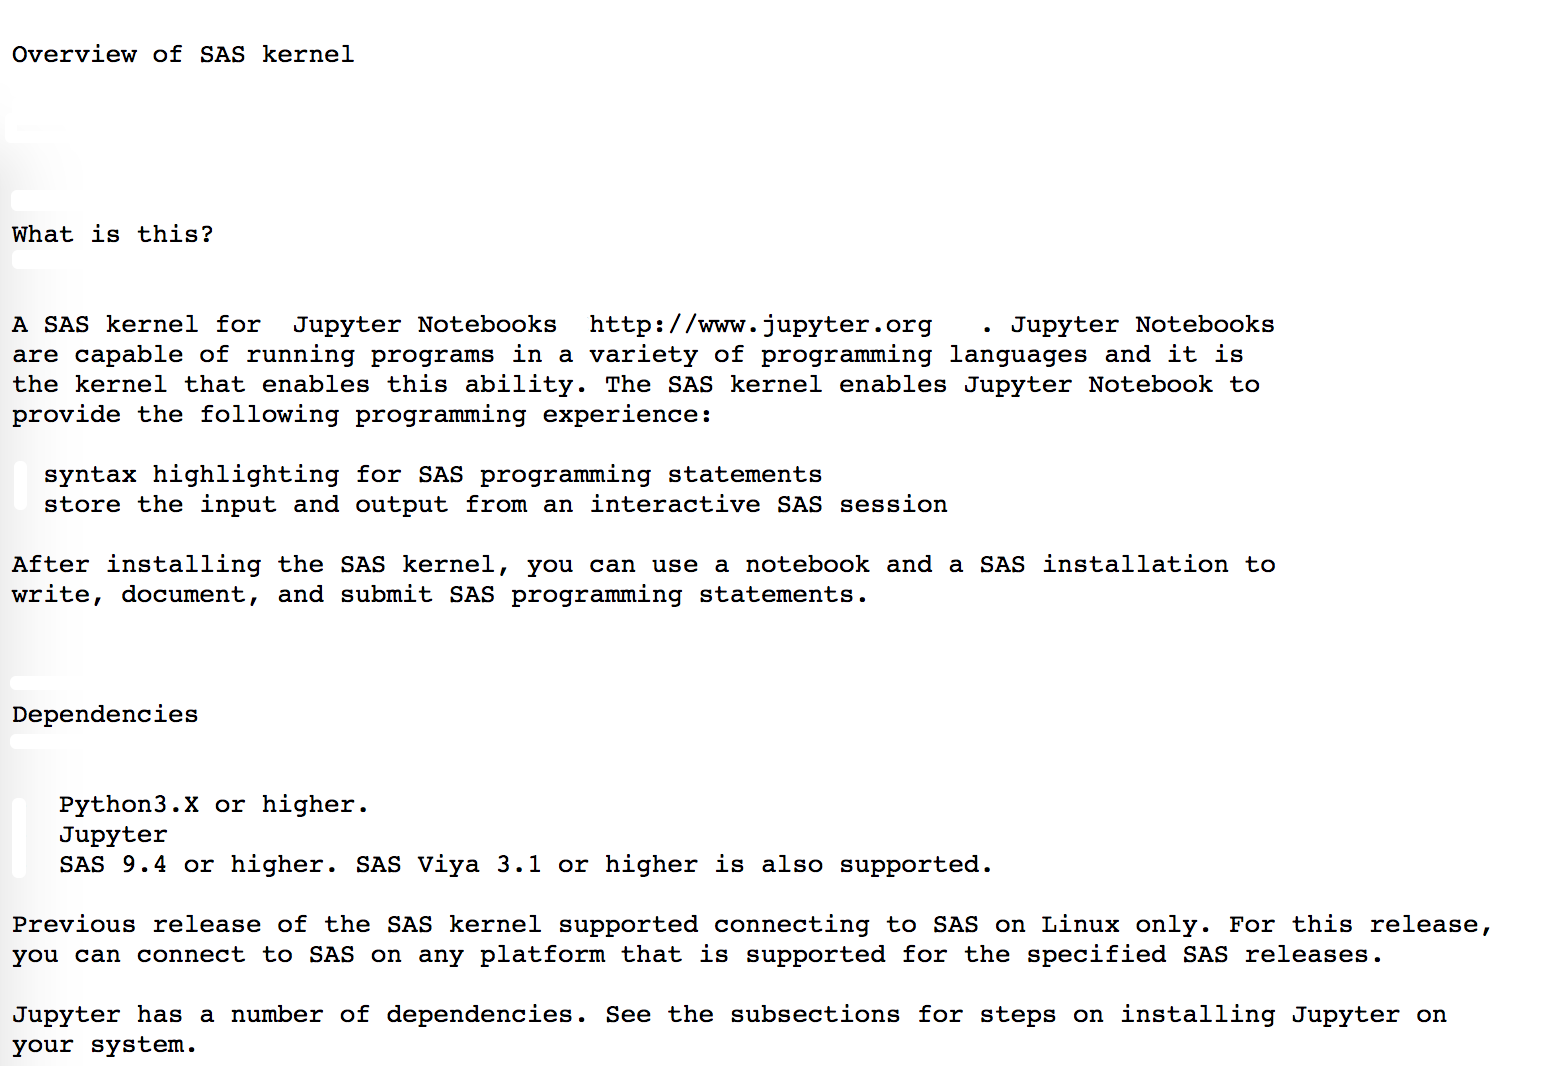 Overview of SAS kernel
What is this?
A SAS kernel for  Jupyter Notebooks  http://www.jupyter.org   . Jupyter Notebooks
are capable of running programs in a variety of programming languages and it is
the kernel that enables this ability. The SAS kernel enables Jupyter Notebook to
provide the following programming experience:
syntax highlighting for SAS programming statements
store the input and output from an interactive SAS session
After installing the SAS kernel, you can use a notebook and a SAS installation to
write, document, and submit SAS programming statements.
Dependencies
Python3.X or higher.
Jupyter
SAS 9.4 or higher. SAS Viya 3.1 or higher is also supported.
Previous release of the SAS kernel supported connecting to SAS on Linux only. For this release,
you can connect to SAS on any platform that is supported for the specified SAS releases.
Jupyter has a number of dependencies. See the subsections for steps on installing Jupyter on
your system.